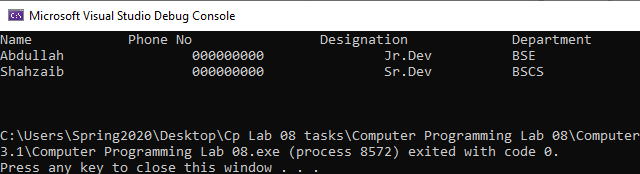 Microsoft Visual Studio Debug Console
Name Phone No Designation Department
Abdullah 000000000 Jr.Dev BSE
Shahzaib 000000000 Sr.Dev BSCS
C:\Users\Spring2020\Desktop\Cp Lab 08 tasks\Computer Programming Lab 08\Computer
3.1\Computer Programming Lab 08.exe (process 8572) exited with code 0.
Press any key to close this window . . .